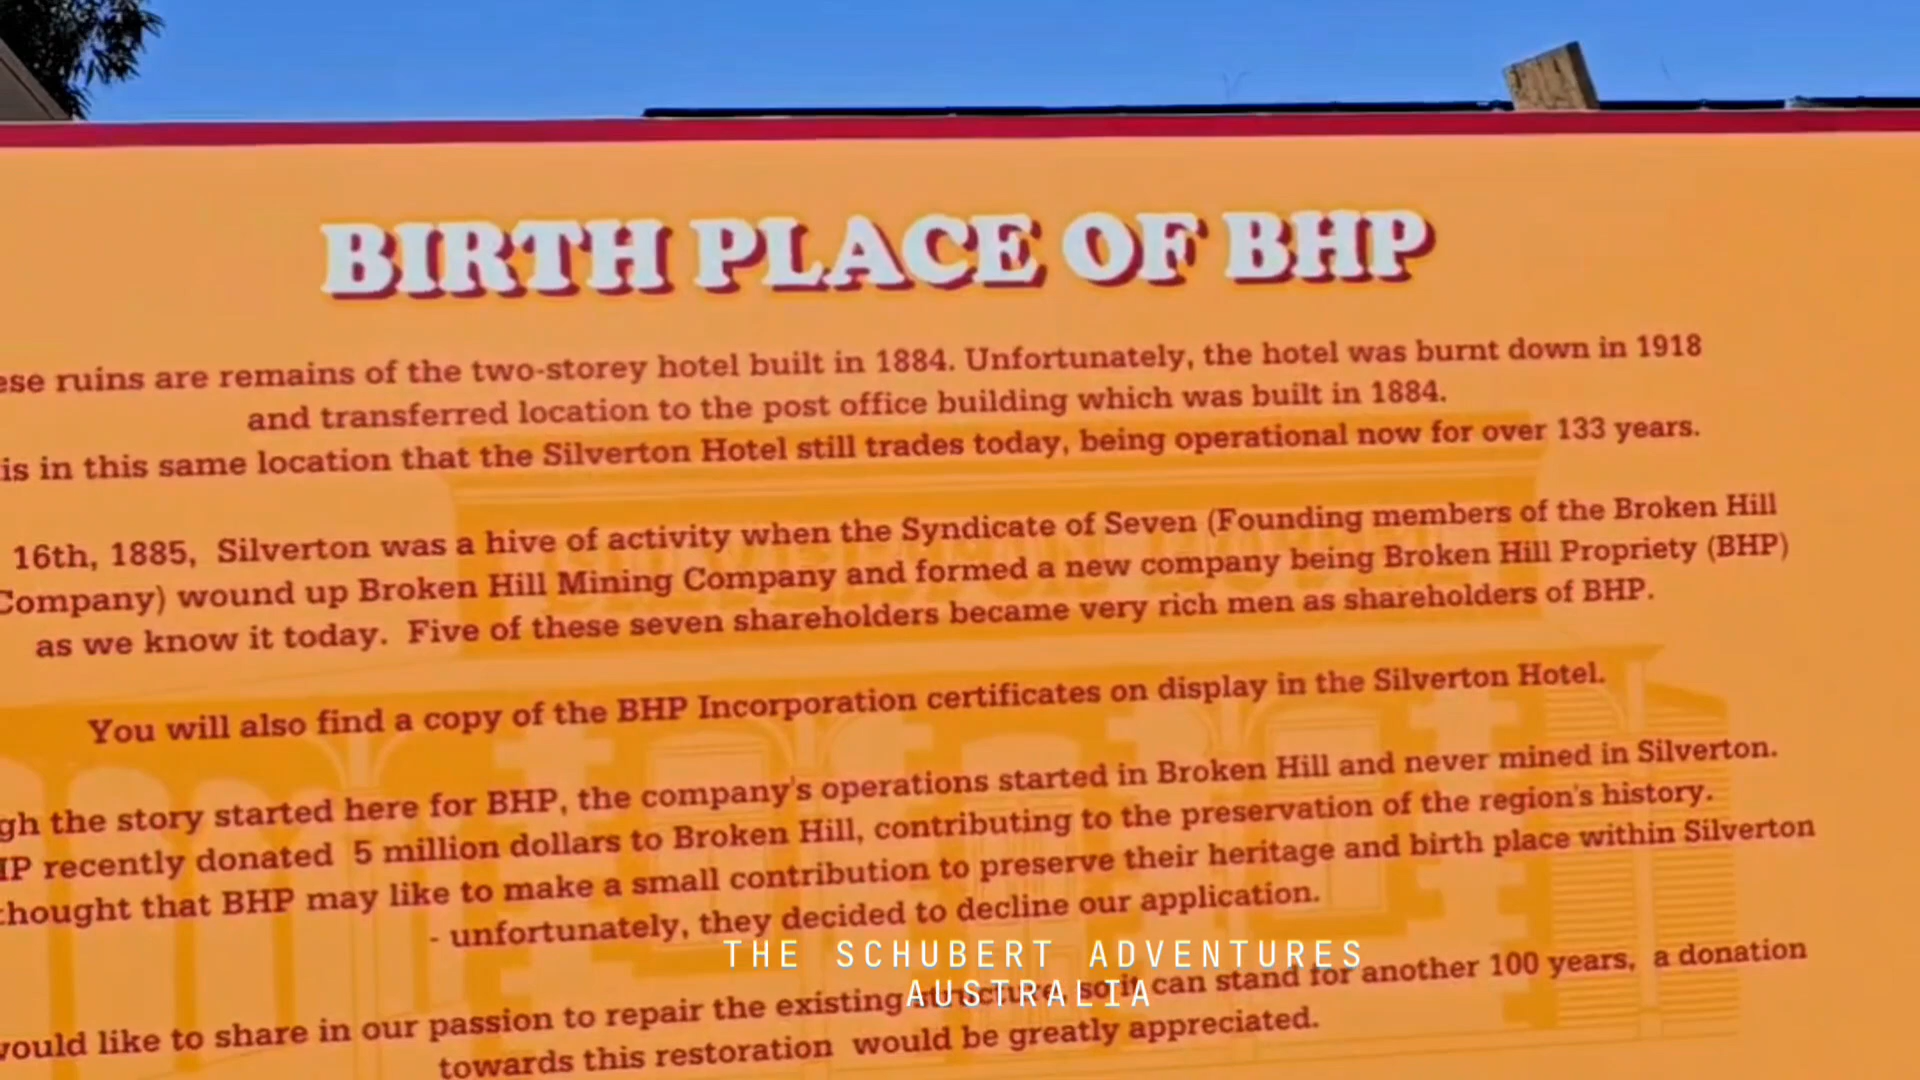 BIRTH PLACE OF BHP
ese ruins are remains of the two-storey hotel built in 1884. Unfortunately, the hotel was burnt down in 1918
and transferred location to the post office building which was built in 1884.
is in this same location that the Silverton Hotel still trades today, being operational now for over 133 years.
16th, 1885, Silverton was a hive of activity when the Syndicate of Seven (Founding members of the Broken Hill
Company) wound up Broken Hill Mining Company and formed a new company being Broken Hill Propriety (BHP)
as we know it today. Five of these seven shareholders became very rich men as shareholders of BHP.
You will also find a copy of the BHP Incorporation certificates on display in the Silverton Hotel.
gh the story started here for BHP, the company's operations started in Broken Hill and never mined in Silverton.
HP recently donated 5 million dollars to Broken Hill, contributing to the preservation of the region's history.
thought that BHP may like to make a small contribution to preserve their heritage and birth place within Silverton
- unfortunately, they decided to decline our application.
would like to share in our passion to repair the existing structure, so it can stand for another 100 years, a donation
towards this restoration would be greatly appreciated.
THE SCHUBERT ADVENTURES
AUSTRALIA